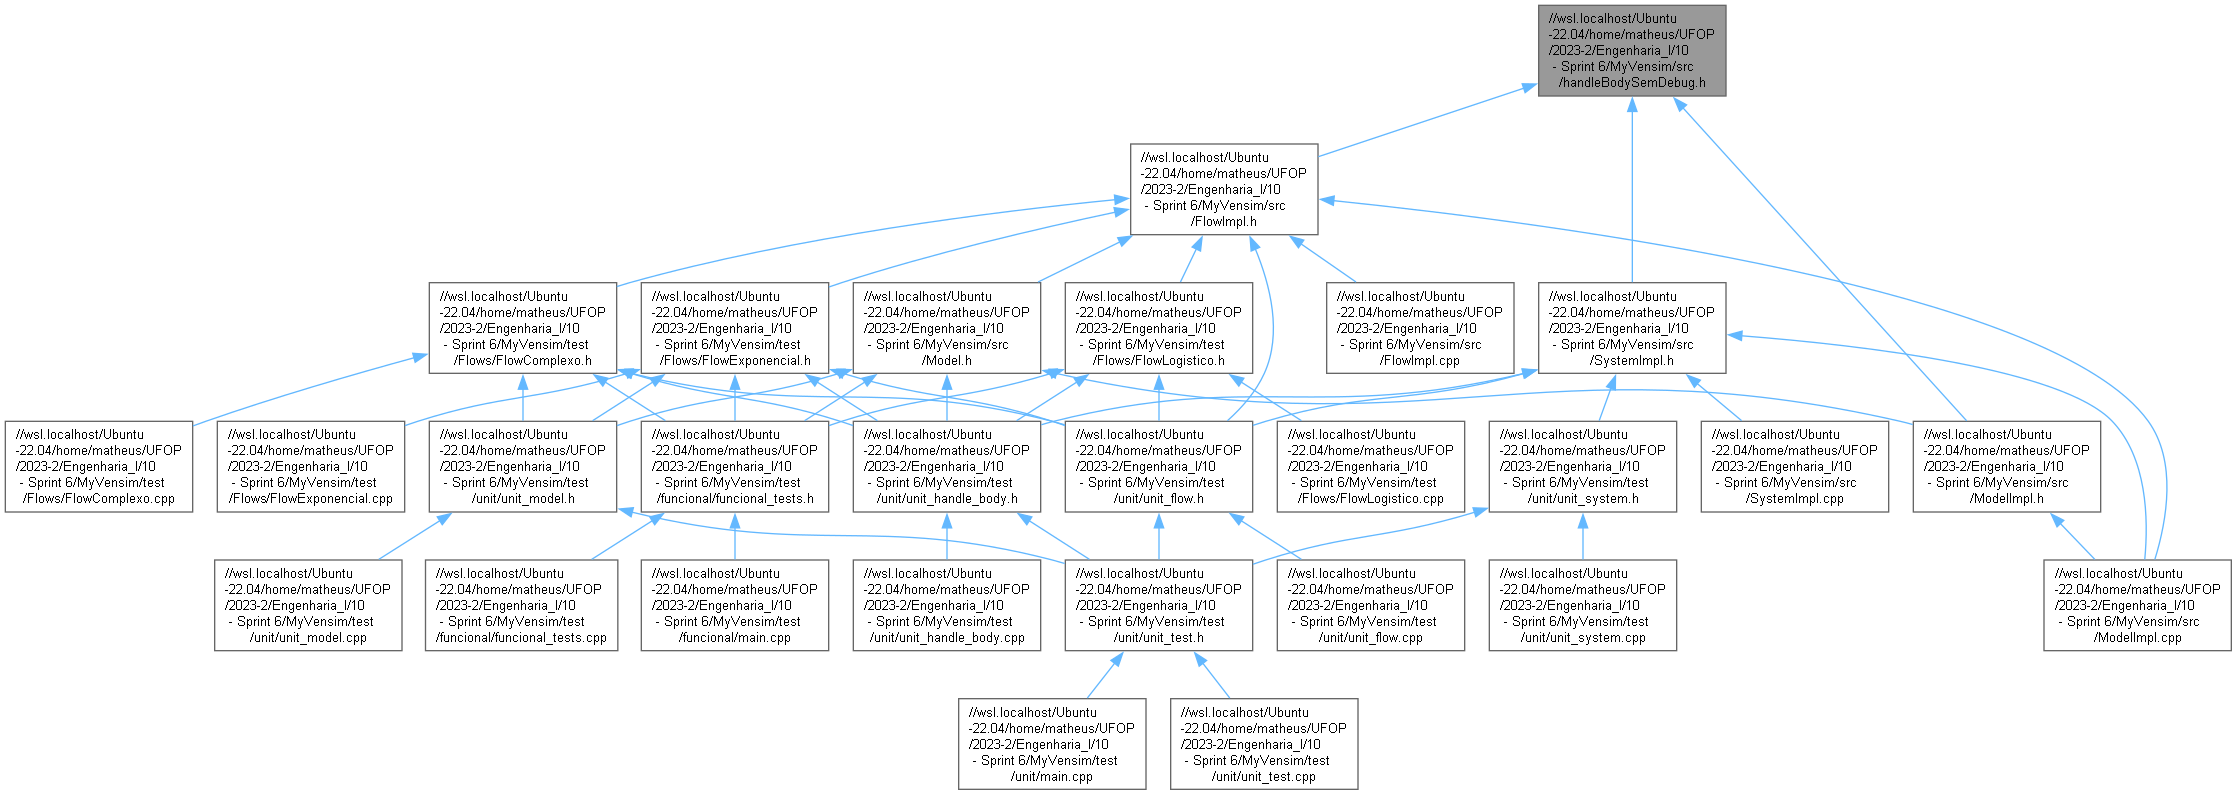 //wsl.localhost/Ubuntu
-22.04/home/matheus/UFOP
/2023-2/Engenharia_I/10
- Sprint 6/MyVensim/src
/handleBodySemDebug.h
//wsl.localhost/Ubuntu
-22.04/home/matheus/UFOP
/2023-2/Engenharia_I/10
- Sprint 6/MyVensim/src
/FlowImpl.h
//wsl.localhost/Ubuntu
-22.04/home/matheus/UFOP
/2023-2/Engenharia_I/10
- Sprint 6/MyVensim/test
/Flows/FlowComplexo.h
//wsl.localhost/Ubuntu
-22.04/home/matheus/UFOP
/2023-2/Engenharia_I/10
- Sprint 6/MyVensim/test
/Flows/FlowExponencial.h
//wsl.localhost/Ubuntu
-22.04/home/matheus/UFOP
/2023-2/Engenharia_I/10
- Sprint 6/MyVensim/src
/Model.h
//wsl.localhost/Ubuntu
-22.04/home/matheus/UFOP
/2023-2/Engenharia_I/10
- Sprint 6/MyVensim/test
/Flows/FlowLogistico.h
//wsl.localhost/Ubuntu
-22.04/home/matheus/UFOP
/2023-2/Engenharia_I/10
- Sprint 6/MyVensim/src
/FlowImpl.cpp
//wsl.localhost/Ubuntu
-22.04/home/matheus/UFOP
/2023-2/Engenharia_I/10
- Sprint 6/MyVensim/src
/SystemImpl.h
//wsl.localhost/Ubuntu
-22.04/home/matheus/UFOP
/2023-2/Engenharia_I/10
- Sprint 6/MyVensim/test
/Flows/FlowComplexo.cpp
//wsl.localhost/Ubuntu
-22.04/home/matheus/UFOP
/2023-2/Engenharia_I/10
- Sprint 6/MyVensim/test
/Flows/FlowExponencial.cpp
//wsl.localhost/Ubuntu
-22.04/home/matheus/UFOP
/2023-2/Engenharia_I/10
- Sprint 6/MyVensim/test
/unit/unit_model.h
//wsl.localhost/Ubuntu
-22.04/home/matheus/UFOP
/2023-2/Engenharia_I/10
- Sprint 6/MyVensim/test
/funcional/funcional_tests.h
//wsl.localhost/Ubuntu
-22.04/home/matheus/UFOP
/2023-2/Engenharia_I/10
- Sprint 6/MyVensim/test
/unit/unit_handle_body.h
//wsl.localhost/Ubuntu
-22.04/home/matheus/UFOP
/2023-2/Engenharia_I/10
- Sprint 6/MyVensim/test
/unit/unit_flow.h
//wsl.localhost/Ubuntu
-22.04/home/matheus/UFOP
/2023-2/Engenharia_I/10
- Sprint 6/MyVensim/test
/Flows/FlowLogistico.cpp
//wsl.localhost/Ubuntu
-22.04/home/matheus/UFOP
/2023-2/Engenharia_I/10
- Sprint 6/MyVensim/test
/unit/unit_system.h
//wsl.localhost/Ubuntu
-22.04/home/matheus/UFOP
/2023-2/Engenharia_I/10
- Sprint 6/MyVensim/src
/SystemImpl.cpp
//wsl.localhost/Ubuntu
-22.04/home/matheus/UFOP
/2023-2/Engenharia_I/10
- Sprint 6/MyVensim/src
/ModelImpl.h
//wsl.localhost/Ubuntu
-22.04/home/matheus/UFOP
/2023-2/Engenharia_I/10
- Sprint 6/MyVensim/test
/unit/unit_model.cpp
//wsl.localhost/Ubuntu
-22.04/home/matheus/UFOP
/2023-2/Engenharia_I/10
- Sprint 6/MyVensim/test
/funcional/funcional_tests.cpp
//wsl.localhost/Ubuntu
-22.04/home/matheus/UFOP
/2023-2/Engenharia_I/10
- Sprint 6/MyVensim/test
/funcional/main.cpp
//wsl.localhost/Ubuntu
-22.04/home/matheus/UFOP
/2023-2/Engenharia_I/10
- Sprint 6/MyVensim/test
/unit/unit_handle_body.cpp
//wsl.localhost/Ubuntu
-22.04/home/matheus/UFOP
/2023-2/Engenharia_I/10
- Sprint 6/MyVensim/test
/unit/unit_test.h
//wsl.localhost/Ubuntu
-22.04/home/matheus/UFOP
/2023-2/Engenharia_I/10
- Sprint 6/MyVensim/test
/unit/unit_flow.cpp
//wsl.localhost/Ubuntu
-22.04/home/matheus/UFOP
/2023-2/Engenharia_I/10
- Sprint 6/MyVensim/test
/unit/unit_system.cpp
//wsl.localhost/Ubuntu
-22.04/home/matheus/UFOP
/2023-2/Engenharia_I/10
- Sprint 6/MyVensim/src
/ModelImpl.cpp
//wsl.localhost/Ubuntu
-22.04/home/matheus/UFOP
/2023-2/Engenharia_I/10
- Sprint 6/MyVensim/test
/unit/main.cpp
//wsl.localhost/Ubuntu
-22.04/home/matheus/UFOP
/2023-2/Engenharia_I/10
- Sprint 6/MyVensim/test
/unit/unit_test.cpp